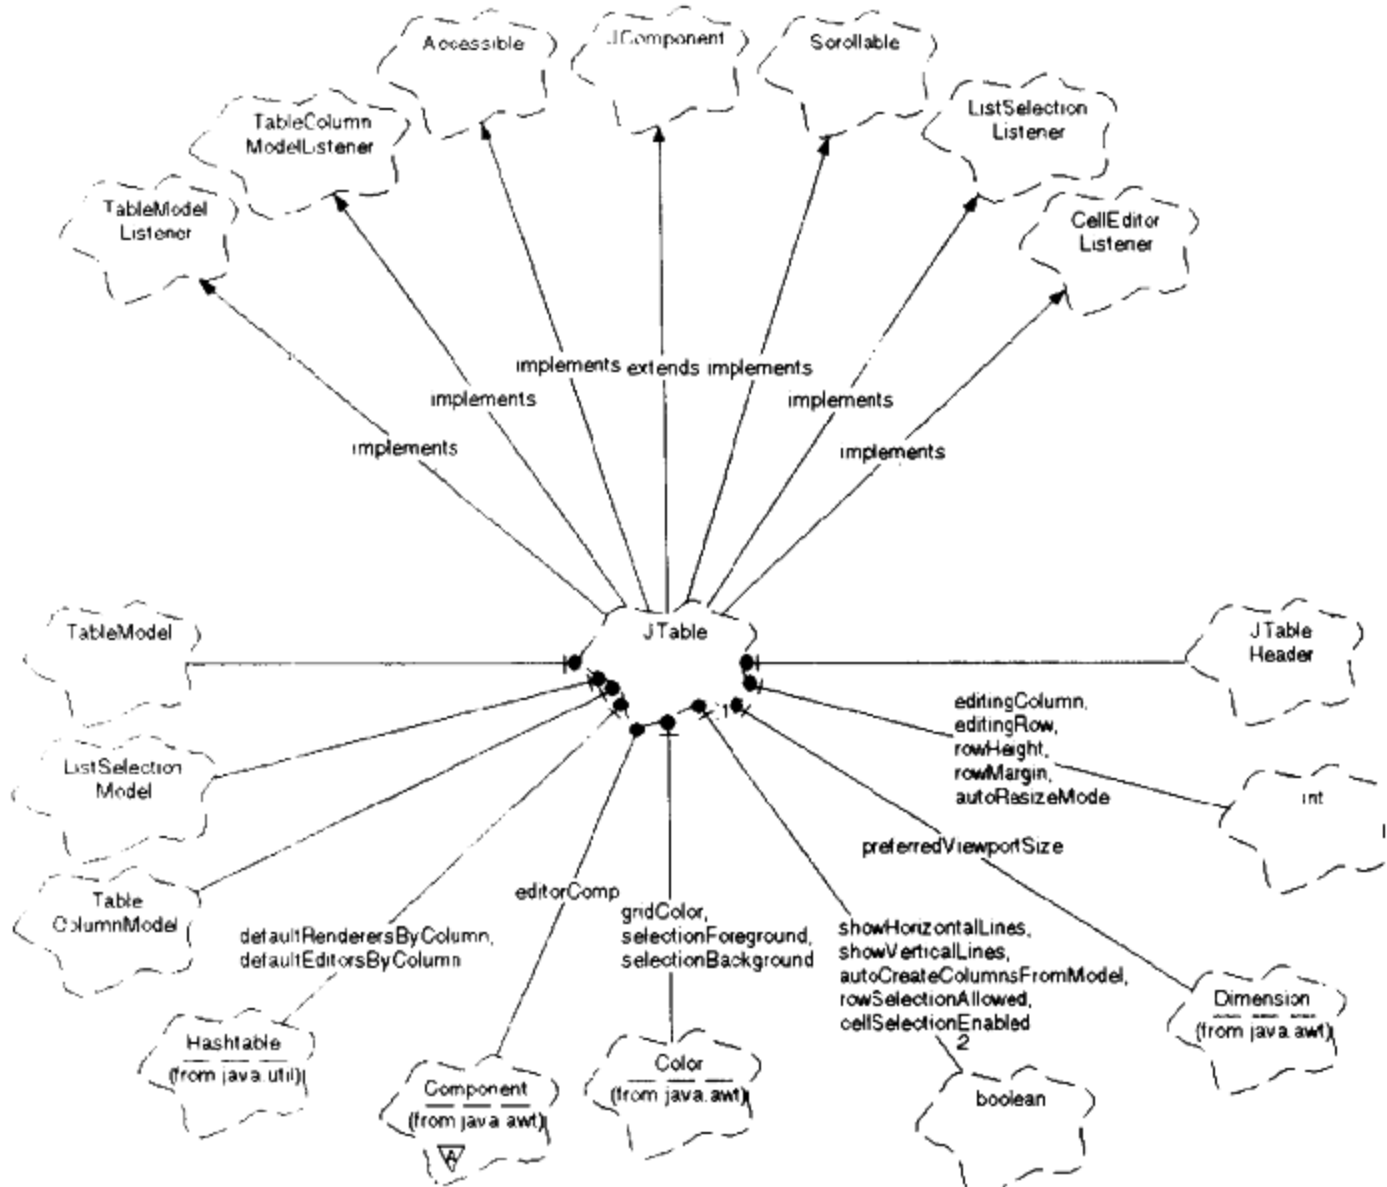 Accessible
JComponent
Scrollable
TableColumn
ModelListener
ListSelection
Listener
TableModel
Listener
CellEditor
Listener
implements
extends
implements
implements
implements
implements
implements
JTable
TableModel
JTable
Header
ListSelection
Model
editingColumn,
editingRow,
rowHeight,
rowMargin,
autoResizeMode
int
preferredViewportSize
Table
ColumnModel
editorComp
gridColor,
selectionForeground,
selectionBackground
defaultRenderersByColumn,
defaultEditorsByColumn
showHorizontalLines,
showVerticalLines,
autoCreateColumnsFromModel,
rowSelectionAllowed,
cellSelectionEnabled
2
1
Dimension
(from java.awt)
Hashtable
(from java.util)
Component
(from java.awt)
A
Color
(from java.awt)
boolean